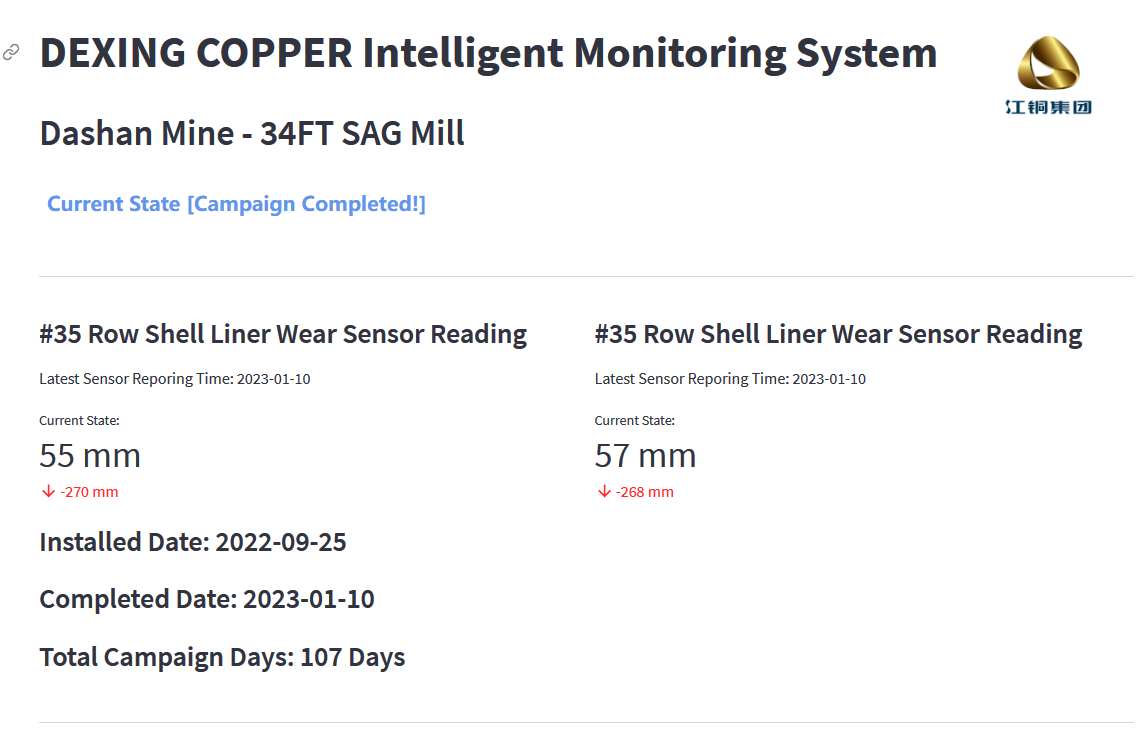 DEXING COPPER Intelligent Monitoring System
江铜集团
Dashan Mine - 34FT SAG Mill
Current State [Campaign Completed!]
#35 Row Shell Liner Wear Sensor Reading
Latest Sensor Reporing Time: 2023-01-10
Current State:
55 mm
↓ -270 mm
#35 Row Shell Liner Wear Sensor Reading
Latest Sensor Reporing Time: 2023-01-10
Current State:
57 mm
↓ -268 mm
Installed Date: 2022-09-25
Completed Date: 2023-01-10
Total Campaign Days: 107 Days